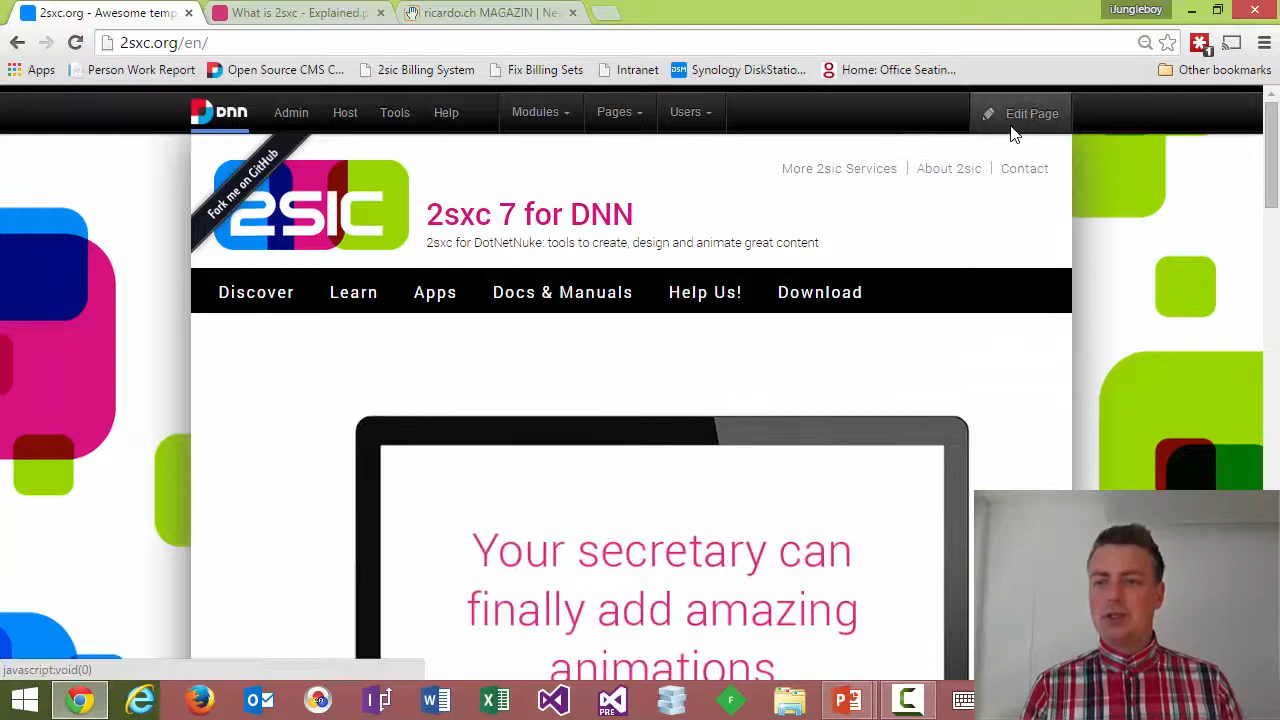 2sxc.org - Awesome temp
What is 2sxc - Explained.p
ricardo.ch MAGAZIN | Ne
iJungleboy
2sxc.org/en/
Apps
Person Work Report
Open Source CMS C...
2sic Billing System
Fix Billing Sets
Intranet
Synology DiskStatio...
Home: Office Seatin...
Other bookmarks
DNN
Admin
Host
Tools
Help
Modules
Pages
Users
Edit Page
Fork me on GitHub
2SIC
More 2sic Services
About 2sic
Contact
2sxc 7 for DNN
2sxc for DotNetNuke: tools to create, design and animate great content
Discover
Learn
Apps
Docs & Manuals
Help Us!
Download
Your secretary can
finally add amazing
animations
javascript:void(0)
PRE